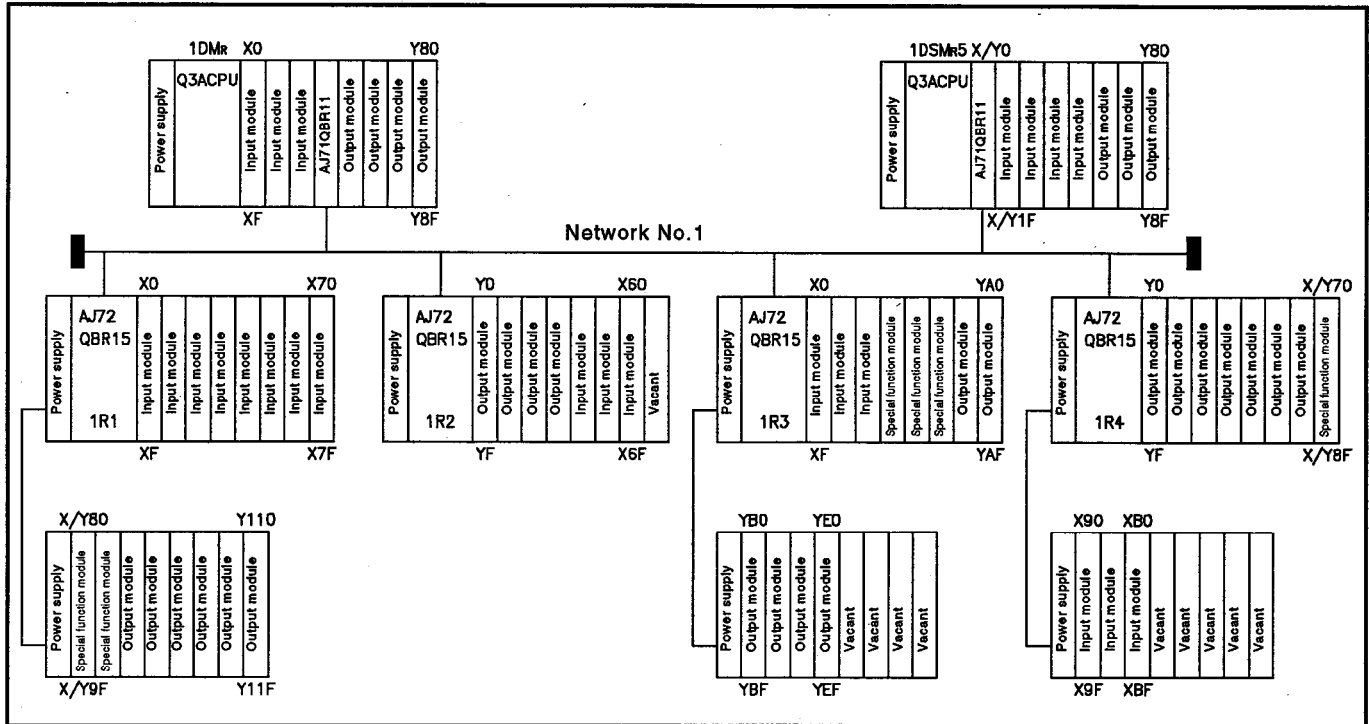 1DMR X0 Y80
Power supply
Q3ACPU
Input module
Input module
Input module
AJ71QBR11
Output module
Output module
Output module
Output module
XF Y8F
1DSMR5 X/Y0 Y80
Power supply
Q3ACPU
AJ71QBR11
Input module
Input module
Input module
Input module
Output module
Output module
Output module
X/Y1F Y8F
Network No.1
X0 X70
Power supply
AJ72
QBR15
1R1
Input module
Input module
Input module
Input module
Input module
Input module
Input module
Input module
XF X7F
Y0 X60
Power supply
AJ72
QBR15
1R2
Output module
Output module
Output module
Output module
Input module
Input module
Input module
Vacant
YF X6F
X0 YA0
Power supply
AJ72
QBR15
1R3
Input module
Input module
Input module
Special function module
Special function module
Special function module
Output module
Output module
XF YAF
Y0 X/Y70
Power supply
AJ72
QBR15
1R4
Output module
Output module
Output module
Output module
Output module
Output module
Output module
Special function module
YF X/Y8F
X/Y80 Y110
Power supply
Special function module
Special function module
Output module
Output module
Output module
Output module
Output module
Output module
X/Y9F Y11F
YB0 YE0
Power supply
Output module
Output module
Output module
Output module
Vacant
Vacant
Vacant
Vacant
YBF YEF
X90 XB0
Power supply
Input module
Input module
Input module
Vacant
Vacant
Vacant
Vacant
Vacant
X9F XBF